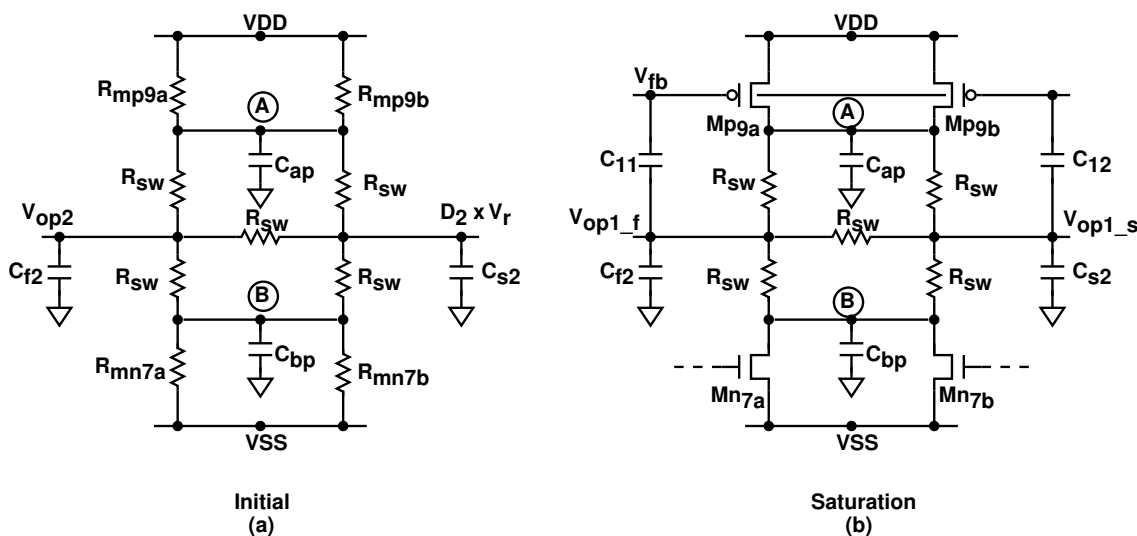 VDD VDD
Rmp9a Rmp9b Vfb
A A
Mp9a Mp9b
Cap C11 Cap C12
Rsw Rsw Rsw Rsw
Vop2 Rsw D2 x Vr Vop1_f Rsw Vop1_s
Cf2 Rsw Rsw Cs2 Cf2 Rsw Rsw Cs2
B B
Cbp Cbp
Rmn7a Rmn7b Mn7a Mn7b
VSS VSS
Initial Saturation
(a) (b)